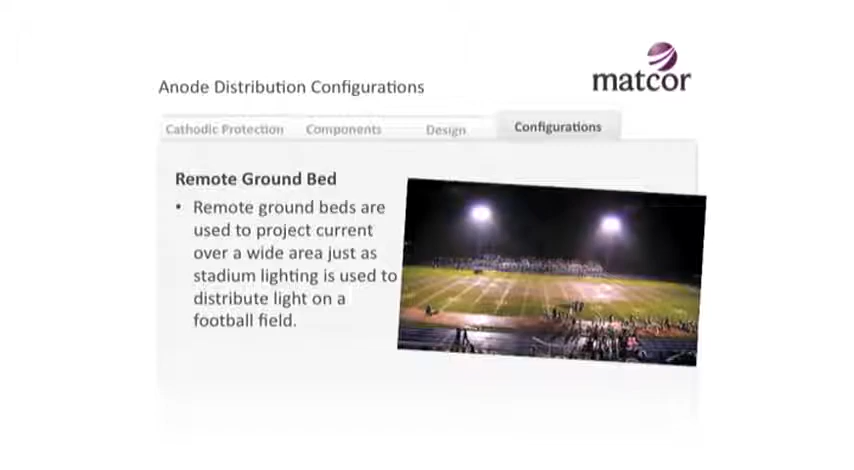 matcor
Anode Distribution Configurations
Cathodic Protection
Components
Design
Configurations
Remote Ground Bed
• Remote ground beds are
used to project current
over a wide area just as
stadium lighting is used to
distribute light on a
football field.